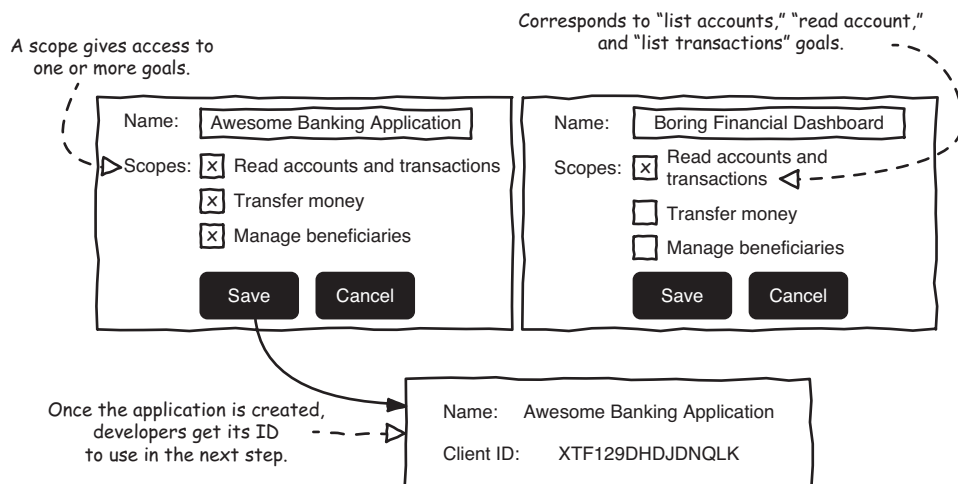 A scope gives access to
one or more goals.
Corresponds to “list accounts,” “read account,”
and “list transactions” goals.
Name: Awesome Banking Application
Scopes: x Read accounts and transactions
x Transfer money
x Manage beneficiaries
Save Cancel
Name: Boring Financial Dashboard
Scopes: x Read accounts and
transactions
Transfer money
Manage beneficiaries
Save Cancel
Once the application is created,
developers get its ID
to use in the next step.
Name: Awesome Banking Application
Client ID: XTF129DHDJDNQLK